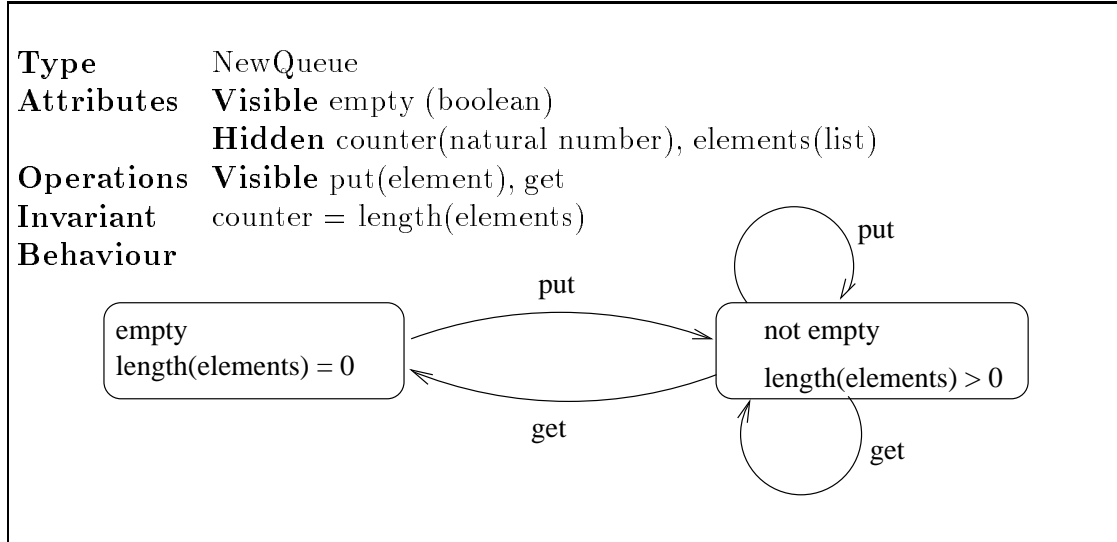 Type NewQueue
Attributes Visible empty (boolean)
Hidden counter(natural number), elements(list)
Operations Visible put(element), get
Invariant counter = length(elements)
Behaviour
put
put
empty
length(elements) = 0
not empty
length(elements) > 0
get
get